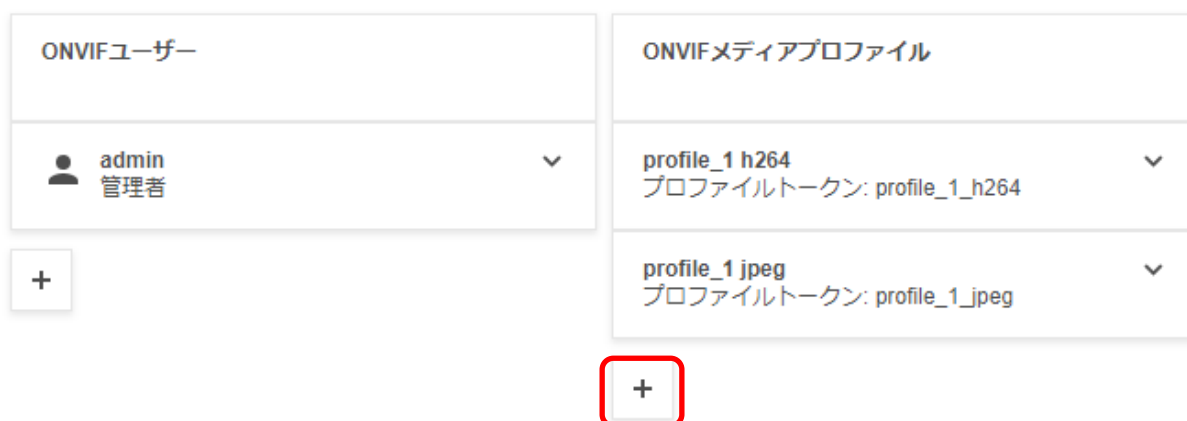 ONVIFユーザー
admin
管理者
+
ONVIFメディアプロファイル
profile_1 h264
プロファイルトークン: profile_1_h264
profile_1 jpeg
プロファイルトークン: profile_1_jpeg
+